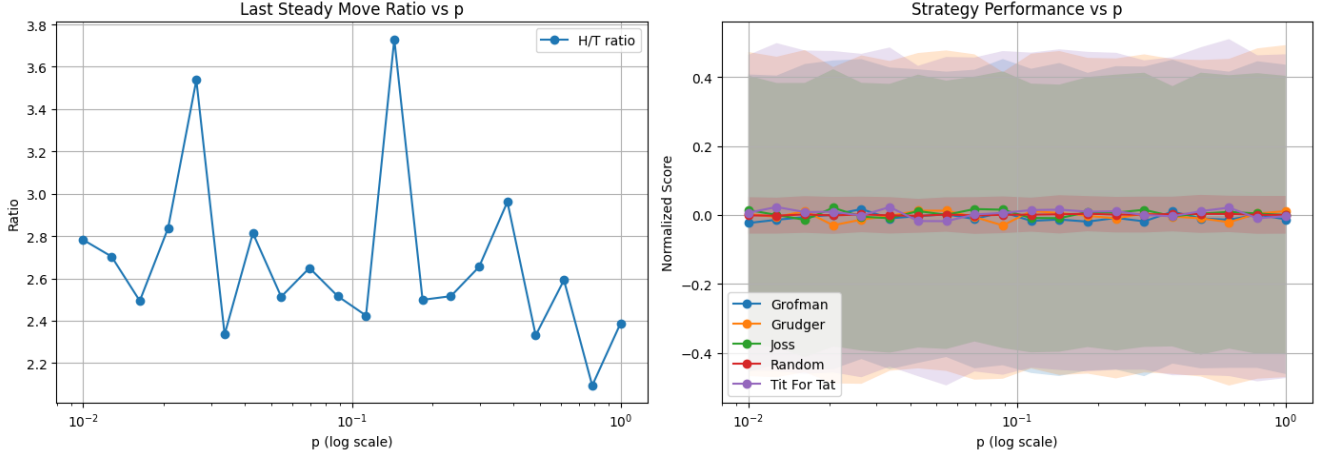 Last Steady Move Ratio vs p
3.8
3.6
3.4
3.2
3.0
2.8
2.6
2.4
2.2
Ratio
H/T ratio
10⁻²
10⁻¹
10⁰
p (log scale)
Strategy Performance vs p
0.4
0.2
0.0
−0.2
−0.4
Normalized Score
Grofman
Grudger
Joss
Random
Tit For Tat
10⁻²
10⁻¹
10⁰
p (log scale)